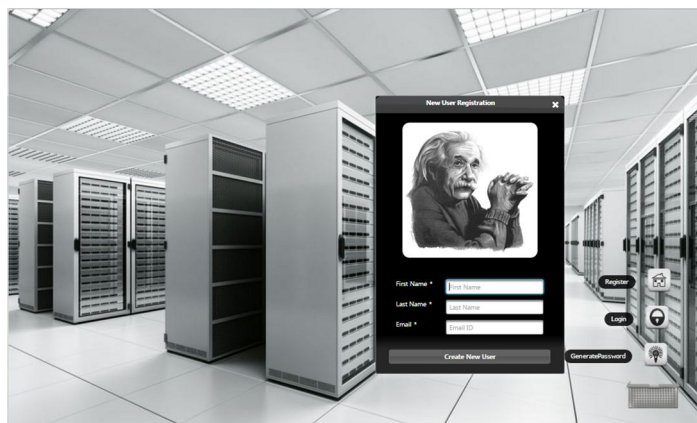 New User Registration
First Name *
First Name
Last Name *
Last Name
Email *
Email ID
Create New User
Register
Login
GeneratePassword